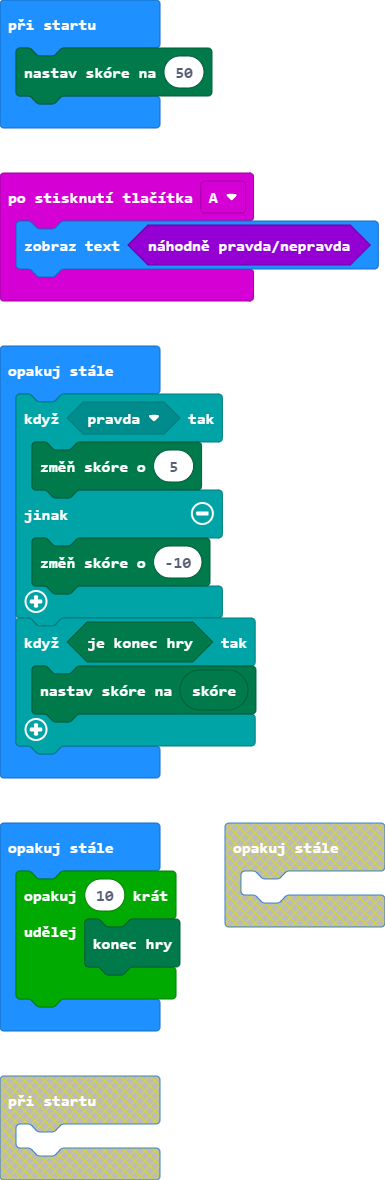 při startu
nastav skóre na 50
po stisknutí tlačítka A
zobraz text náhodně pravda/nepravda
opakuj stále
když pravda tak
změň skóre o 5
jinak
změň skóre o -10
když je konec hry tak
nastav skóre na skóre
opakuj stále
opakuj 10 krát
udělej konec hry
opakuj stále
při startu